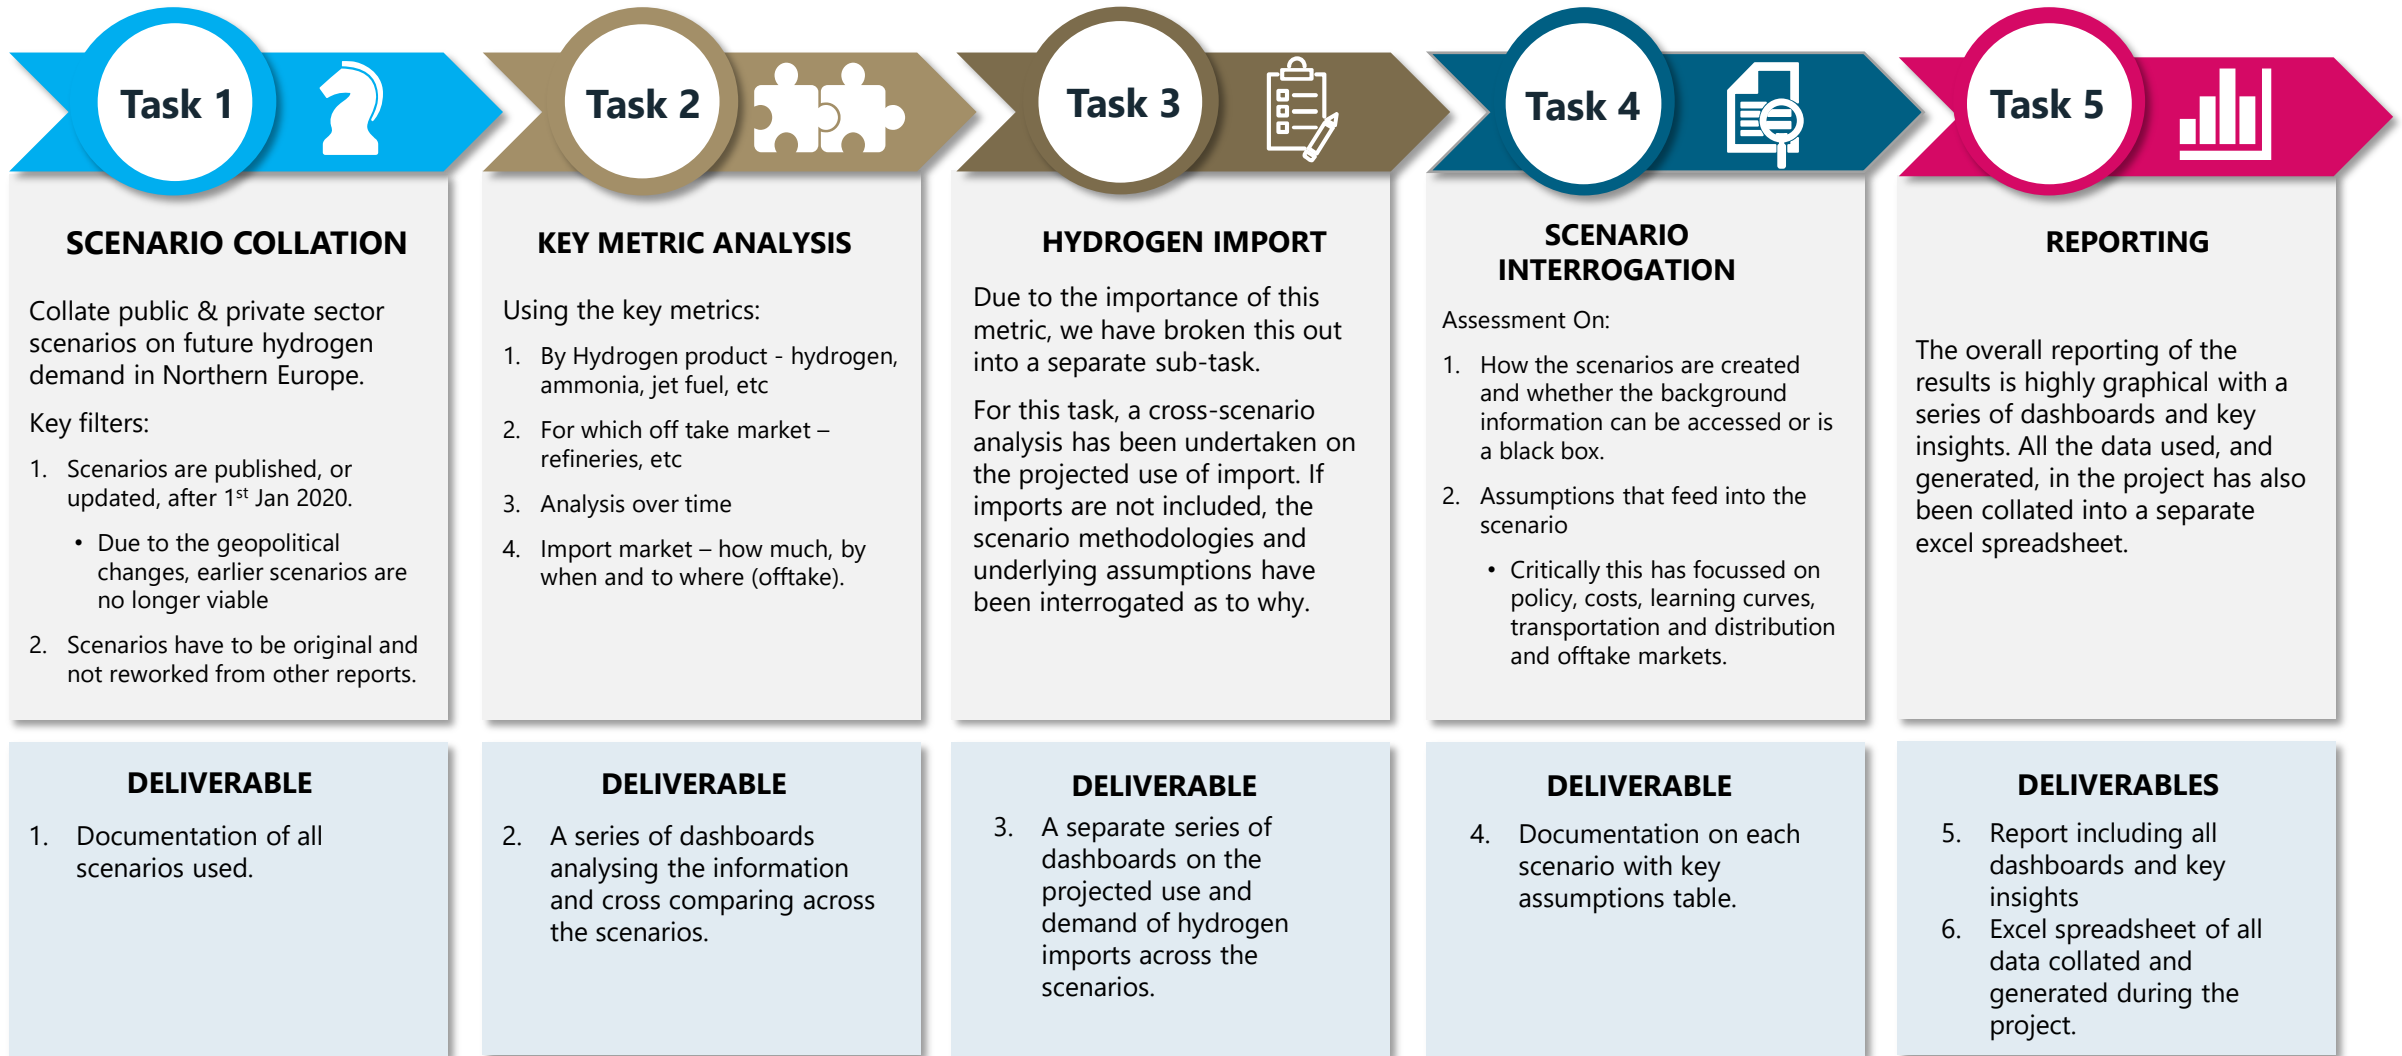 Task 1
SCENARIO COLLATION
Collate public & private sector
scenarios on future hydrogen
demand in Northern Europe.
Key filters:
1. Scenarios are published, or
updated, after 1st Jan 2020.
• Due to the geopolitical
changes, earlier scenarios are
no longer viable
2. Scenarios have to be original and
not reworked from other reports.
DELIVERABLE
1. Documentation of all
scenarios used.
Task 2
KEY METRIC ANALYSIS
Using the key metrics:
1. By Hydrogen product - hydrogen,
ammonia, jet fuel, etc
2. For which off take market –
refineries, etc
3. Analysis over time
4. Import market – how much, by
when and to where (offtake).
DELIVERABLE
2. A series of dashboards
analysing the information
and cross comparing across
the scenarios.
Task 3
HYDROGEN IMPORT
Due to the importance of this
metric, we have broken this out
into a separate sub-task.
For this task, a cross-scenario
analysis has been undertaken on
the projected use of import. If
imports are not included, the
scenario methodologies and
underlying assumptions have
been interrogated as to why.
DELIVERABLE
3. A separate series of
dashboards on the
projected use and
demand of hydrogen
imports across the
scenarios.
Task 4
SCENARIO
INTERROGATION
Assessment On:
1. How the scenarios are created
and whether the background
information can be accessed or is
a black box.
2. Assumptions that feed into the
scenario
• Critically this has focussed on
policy, costs, learning curves,
transportation and distribution
and offtake markets.
DELIVERABLE
4. Documentation on each
scenario with key
assumptions table.
Task 5
REPORTING
The overall reporting of the
results is highly graphical with a
series of dashboards and key
insights. All the data used, and
generated, in the project has also
been collated into a separate
excel spreadsheet.
DELIVERABLES
5. Report including all
dashboards and key
insights
6. Excel spreadsheet of all
data collated and
generated during the
project.